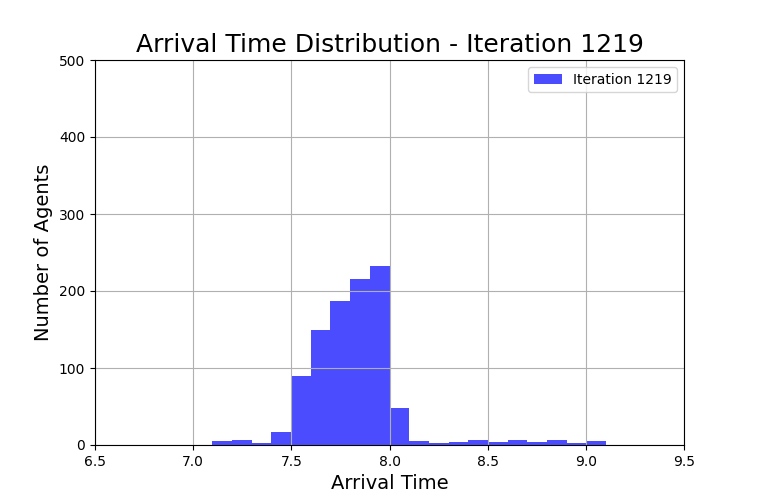 Arrival Time Distribution - Iteration 1219
Iteration 1219
500
400
300
200
100
0
Number of Agents
6.5 7.0 7.5 8.0 8.5 9.0 9.5
Arrival Time